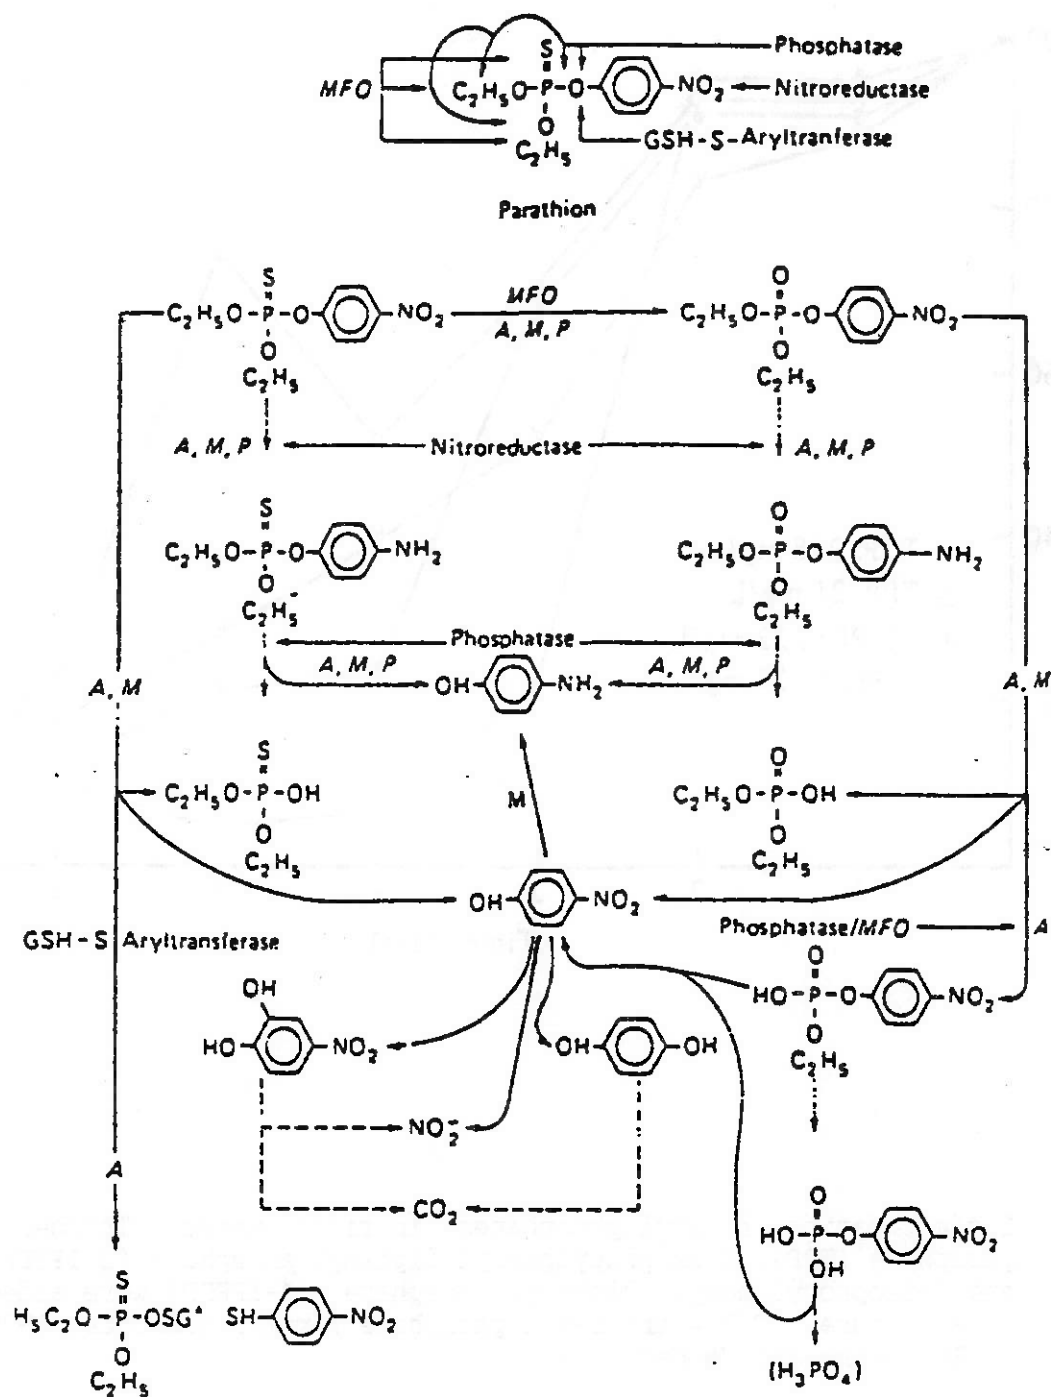 S Phosphatase
MFO C₂H₅O-P-O NO₂ Nitroreductase
O GSH-S-Aryltranferase
C₂H₅
Parathion
S O
C₂H₅O-P-O NO₂ MFO C₂H₅O-P-O NO₂
A, M, P
O O
C₂H₅ C₂H₅
A, M, P Nitroreductase A, M, P
S O
C₂H₅O-P-O NH₂ C₂H₅O-P-O NH₂
O O
C₂H₅ C₂H₅
Phosphatase
A, M, P A, M, P
OH NH₂
A, M A, M
S O
C₂H₅O-P-OH M C₂H₅O-P-OH
O O
C₂H₅ C₂H₅
OH NO₂
GSH-S Aryltransferase Phosphatase/MFO A
OH O
HO-P-O NO₂
HO NO₂ OH OH O
C₂H₅
NO₂⁻
A
CO₂ O
HO-P-O NO₂
OH
S
H₅C₂O-P-OSG* SH NO₂
O
C₂H₅ (H₃PO₄)